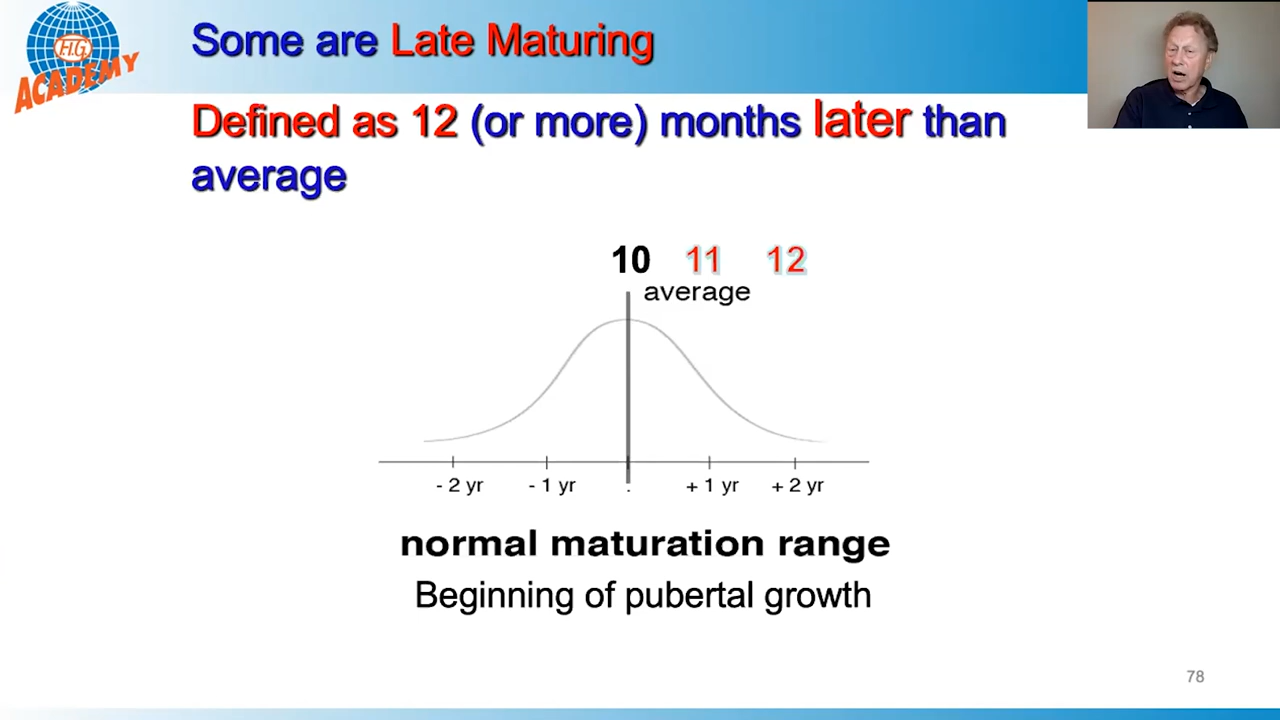 F.I.G.
ACADEMY
Some are Late Maturing
Defined as 12 (or more) months later than
average
10 11 12
average
- 2 yr - 1 yr . + 1 yr + 2 yr
normal maturation range
Beginning of pubertal growth
78